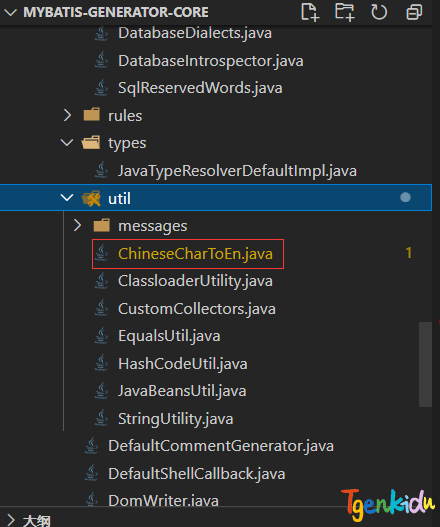 MYBATIS-GENERATOR-CORE
DatabaseDialects.java
DatabaseIntrospector.java
SqlReservedWords.java
rules
types
JavaTypeResolverDefaultImpl.java
util
messages
ChineseCharToEn.java 1
ClassloaderUtility.java
CustomCollectors.java
EqualsUtil.java
HashCodeUtil.java
JavaBeansUtil.java
StringUtility.java
DefaultCommentGenerator.java
DefaultShellCallback.java
DomWriter.java
大纲
Tgenkidu